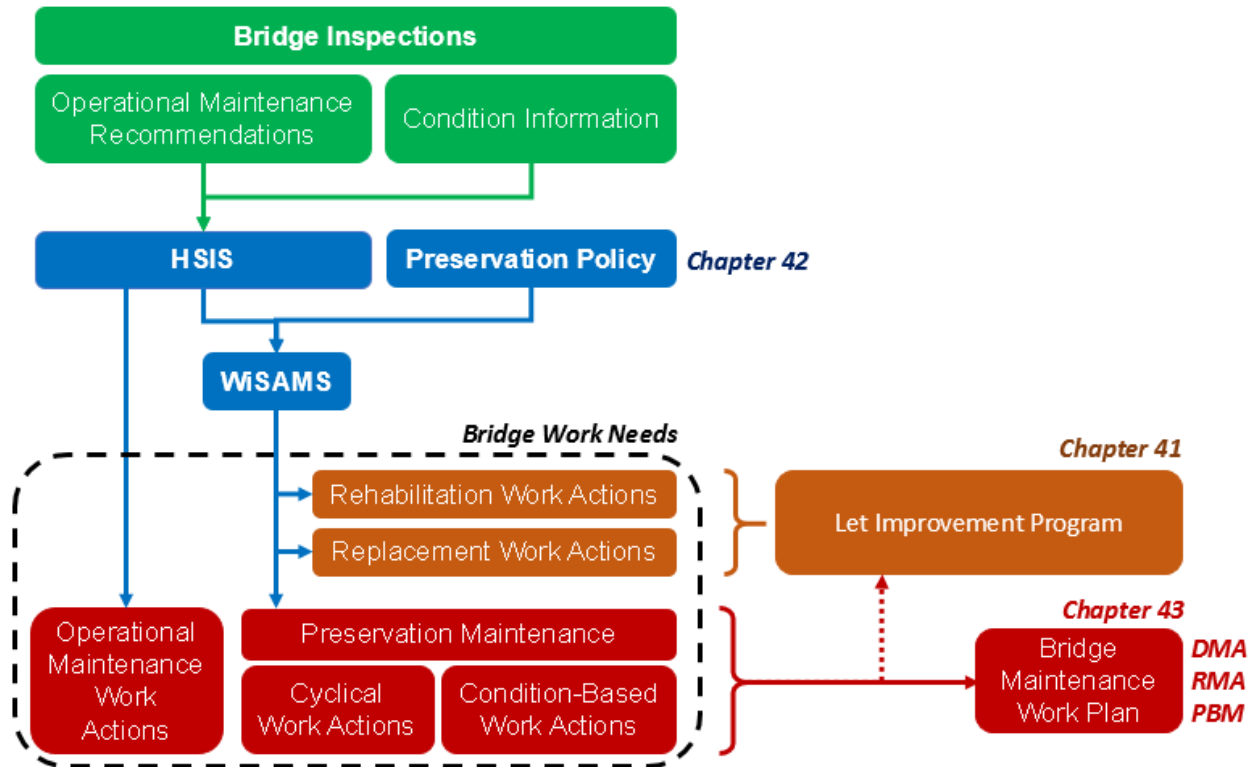 Bridge Inspections
Operational Maintenance
Recommendations
Condition Information
HSIS
Preservation Policy
Chapter 42
WiSAMS
Bridge Work Needs
Chapter 41
Rehabilitation Work Actions
Replacement Work Actions
Let Improvement Program
Chapter 43
Operational
Maintenance
Work
Actions
Preservation Maintenance
Cyclical
Work Actions
Condition-Based
Work Actions
Bridge
Maintenance
Work Plan
DMA
RMA
PBM